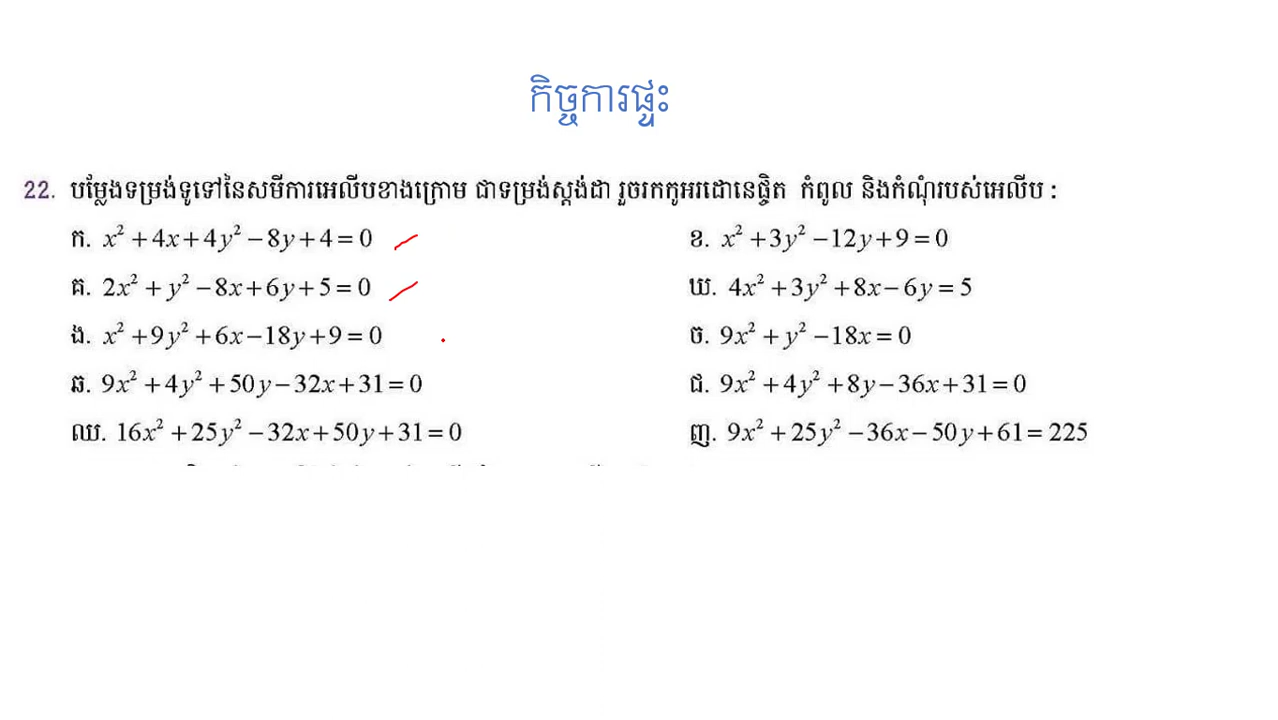 កិច្ចការផ្ទះ
22. បម្លែងទម្រង់ទូទៅនៃសមីការអេលីបខាងក្រោម ជាទម្រង់ស្តង់ដា រួចរកកូអរដោនេផ្ចិត កំពូល និងកំណុំរបស់អេលីប :
ក. x² + 4x + 4y² − 8y + 4 = 0 ខ. x² + 3y² − 12y + 9 = 0
គ. 2x² + y² − 8x + 6y + 5 = 0 ឃ. 4x² + 3y² + 8x − 6y = 5
ង. x² + 9y² + 6x − 18y + 9 = 0 ច. 9x² + y² − 18x = 0
ឆ. 9x² + 4y² + 50y − 32x + 31 = 0 ជ. 9x² + 4y² + 8y − 36x + 31 = 0
ឈ. 16x² + 25y² − 32x + 50y + 31 = 0 ញ. 9x² + 25y² − 36x − 50y + 61 = 225